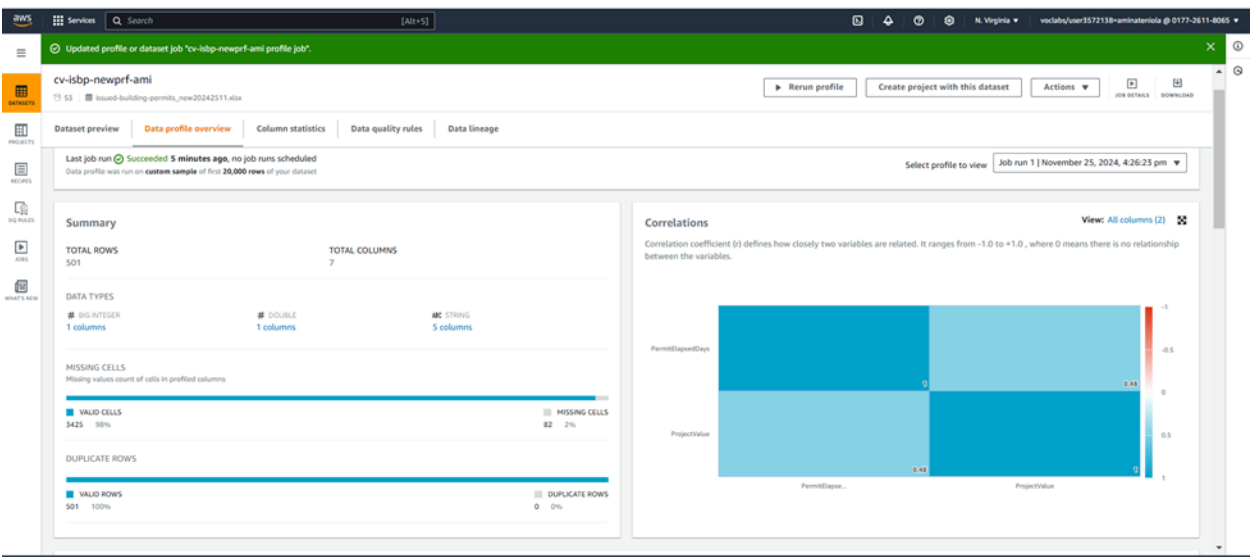 aws Services Search [Alt+S] N. Virginia voclabs/user3572138=aminateniola @ 0177-2611-8065
Updated profile or dataset job "cv-isbp-newprf-ami profile job".
cv-isbp-newprf-ami
S3 issued-building-permits_new20242511.xlsx
Rerun profile Create project with this dataset Actions JOB DETAILS DOWNLOAD
DATASETS
PROJECTS
RECIPES
DQ RULES
JOBS
WHAT'S NEW
Dataset preview Data profile overview Column statistics Data quality rules Data lineage
Last job run Succeeded 5 minutes ago, no job runs scheduled
Data profile was run on custom sample of first 20,000 rows of your dataset
Select profile to view Job run 1 | November 25, 2024, 4:26:23 pm
Summary
TOTAL ROWS TOTAL COLUMNS
501 7
DATA TYPES
# BIG INTEGER # DOUBLE ABC STRING
1 columns 1 columns 5 columns
MISSING CELLS
Missing values count of cells in profiled columns
VALID CELLS MISSING CELLS
3425 98% 82 2%
DUPLICATE ROWS
VALID ROWS DUPLICATE ROWS
501 100% 0 0%
Correlations View: All columns (2)
Correlation coefficient (r) defines how closely two variables are related. It ranges from -1.0 to +1.0 , where 0 means there is no relationship
between the variables.
-1
PermitElapsedDays -0.5
1 0.48
0
ProjectValue 0.5
0.48 1
1
PermitElapse... ProjectValue